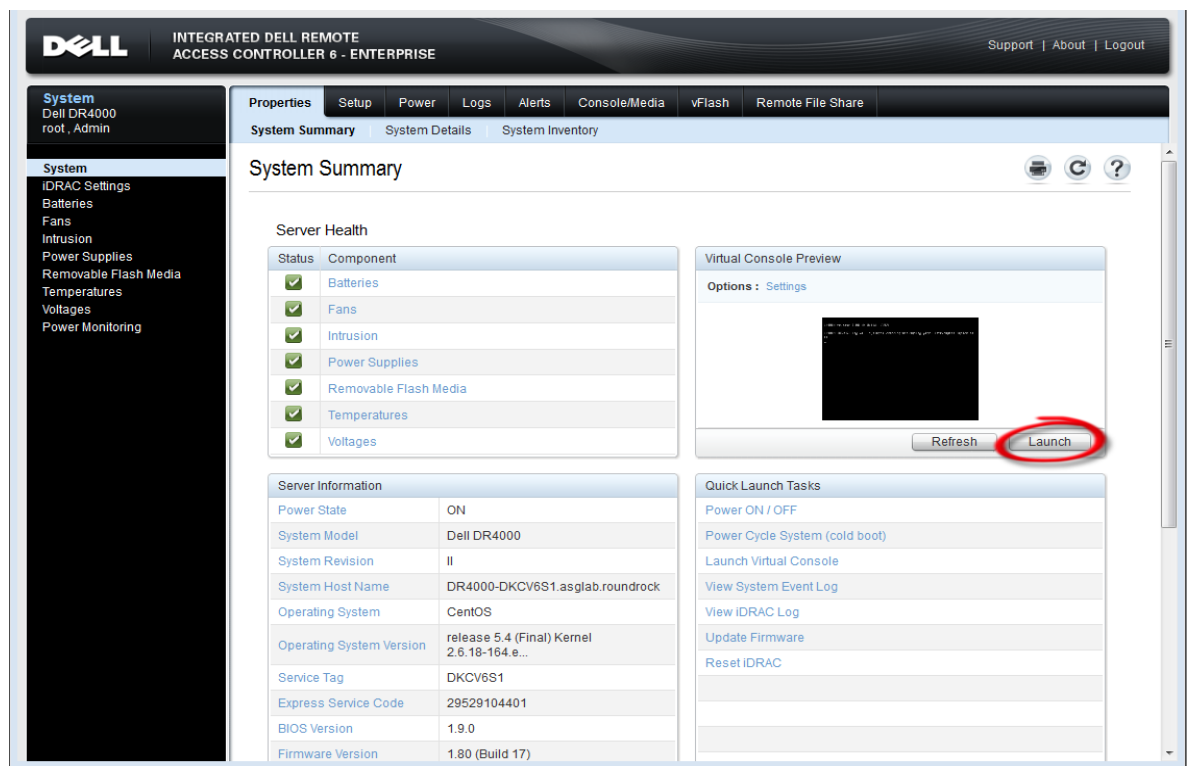 DELL
INTEGRATED DELL REMOTE
ACCESS CONTROLLER 6 - ENTERPRISE
Support | About | Logout
System
Dell DR4000
root , Admin
Properties Setup Power Logs Alerts Console/Media vFlash Remote File Share
System Summary System Details System Inventory
System
iDRAC Settings
Batteries
Fans
Intrusion
Power Supplies
Removable Flash Media
Temperatures
Voltages
Power Monitoring
System Summary
Server Health
Status Component
Batteries
Fans
Intrusion
Power Supplies
Removable Flash Media
Temperatures
Voltages
Virtual Console Preview
Options : Settings
Refresh Launch
Server Information
Power State ON
System Model Dell DR4000
System Revision II
System Host Name DR4000-DKCV6S1.asglab.roundrock
Operating System CentOS
Operating System Version release 5.4 (Final) Kernel
2.6.18-164.e...
Service Tag DKCV6S1
Express Service Code 29529104401
BIOS Version 1.9.0
Firmware Version 1.80 (Build 17)
Quick Launch Tasks
Power ON / OFF
Power Cycle System (cold boot)
Launch Virtual Console
View System Event Log
View iDRAC Log
Update Firmware
Reset iDRAC